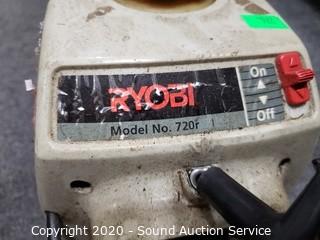 RYOBI
On
Off
Model No. 720r
Copyright © 2020 - Sound Auction Service